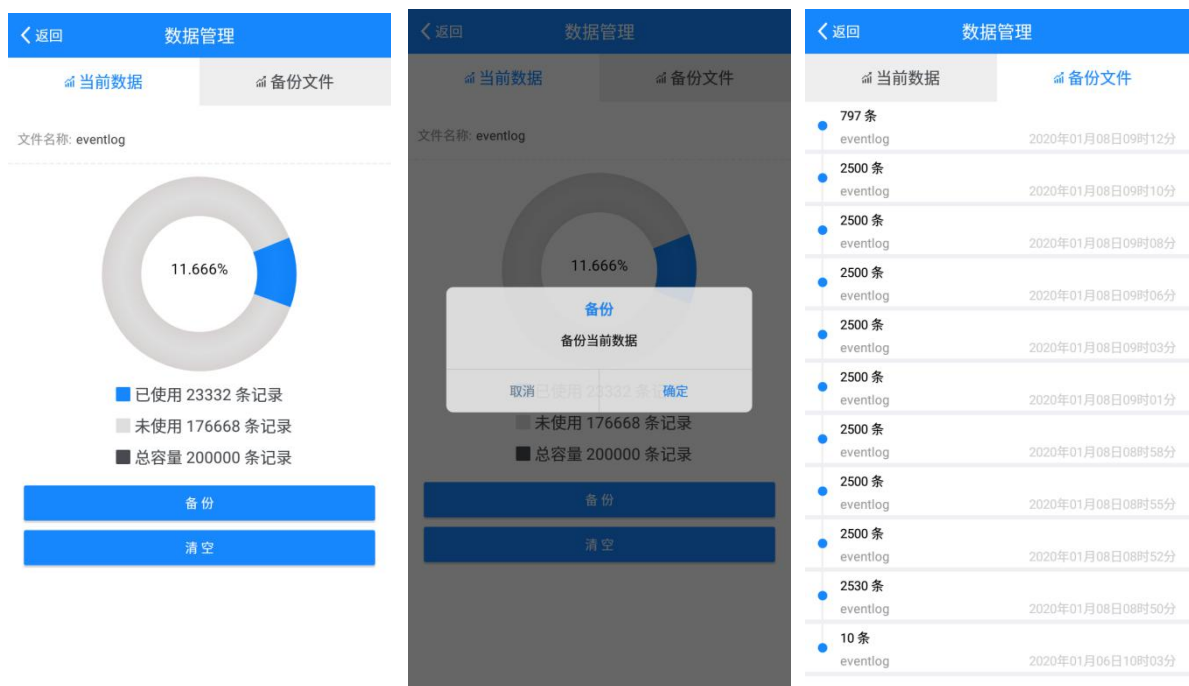 返回 数据管理
当前数据 备份文件
文件名称: eventlog
11.666%
已使用 23332 条记录
未使用 176668 条记录
总容量 200000 条记录
备份
清空
返回 数据管理
当前数据 备份文件
文件名称: eventlog
11.666%
备份
备份当前数据
取消 确定
已使用 23332 条记录
未使用 176668 条记录
总容量 200000 条记录
备份
清空
返回 数据管理
当前数据 备份文件
797 条
eventlog 2020年01月08日09时12分
2500 条
eventlog 2020年01月08日09时10分
2500 条
eventlog 2020年01月08日09时08分
2500 条
eventlog 2020年01月08日09时06分
2500 条
eventlog 2020年01月08日09时03分
2500 条
eventlog 2020年01月08日09时01分
2500 条
eventlog 2020年01月08日08时58分
2500 条
eventlog 2020年01月08日08时55分
2500 条
eventlog 2020年01月08日08时52分
2530 条
eventlog 2020年01月08日08时50分
10 条
eventlog 2020年01月06日10时03分